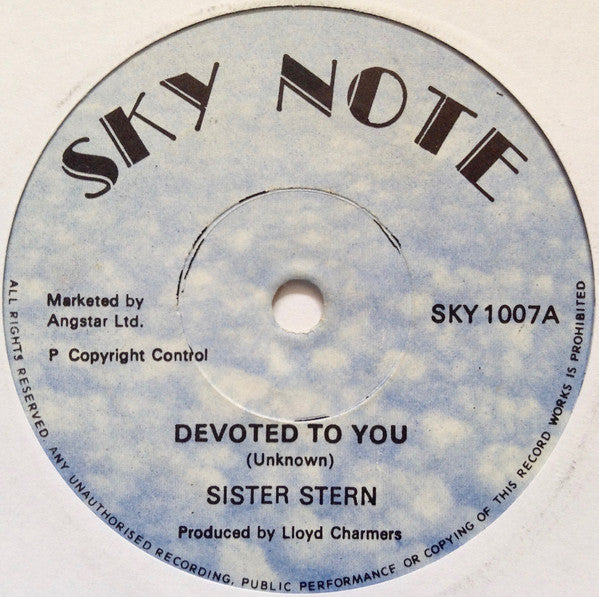 SKY NOTE
Marketed by
Angstar Ltd.
SKY 1007A
P Copyright Control
DEVOTED TO YOU
(Unknown)
SISTER STERN
Produced by Lloyd Charmers
ALL RIGHTS RESERVED. ANY UNAUTHORISED RECORDING, PUBLIC PERFORMANCE OR COPYING OF THIS RECORD WORKS IS PROHIBITED